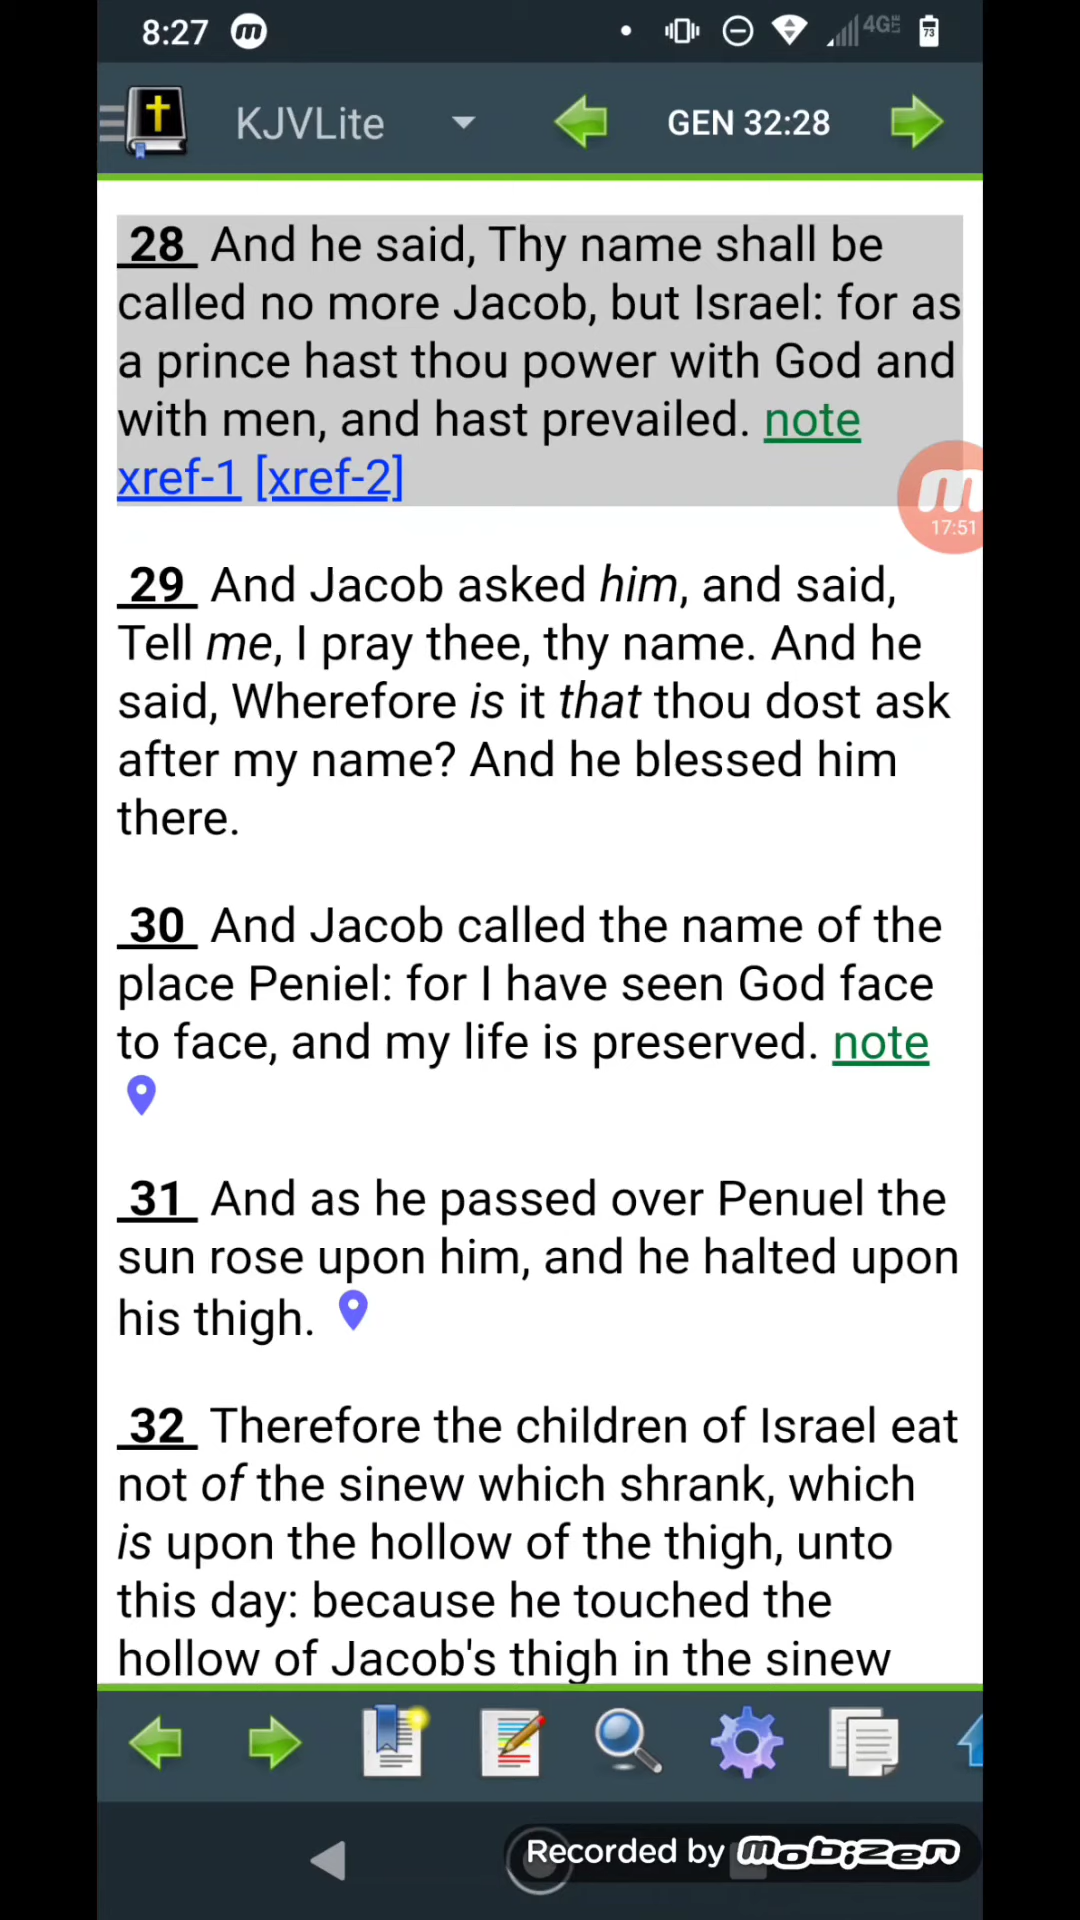 8:27
4G
73
KJVLite
GEN 32:28
28 And he said, Thy name shall be
called no more Jacob, but Israel: for as
a prince hast thou power with God and
with men, and hast prevailed. note
xref-1 [xref-2]
17:51
29 And Jacob asked him, and said,
Tell me, I pray thee, thy name. And he
said, Wherefore is it that thou dost ask
after my name? And he blessed him
there.
30 And Jacob called the name of the
place Peniel: for I have seen God face
to face, and my life is preserved. note
31 And as he passed over Penuel the
sun rose upon him, and he halted upon
his thigh.
32 Therefore the children of Israel eat
not of the sinew which shrank, which
is upon the hollow of the thigh, unto
this day: because he touched the
hollow of Jacob's thigh in the sinew
Recorded by mobizen